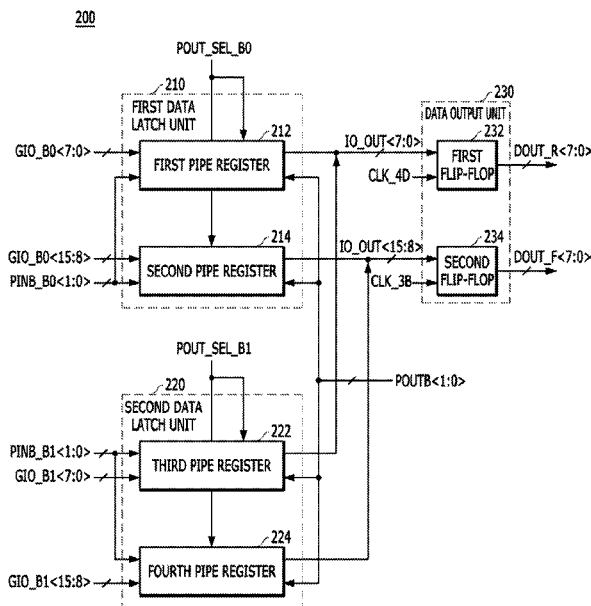 200
POUT_SEL_B0
210
230
FIRST DATA
LATCH UNIT
DATA OUTPUT UNIT
212
232
GIO_B0<7:0>
FIRST PIPE REGISTER
IO_OUT<7:0>
FIRST
FLIP-FLOP
DOUT_R<7:0>
CLK_4D
214
234
GIO_B0<15:8>
SECOND PIPE REGISTER
IO_OUT<15:8>
SECOND
FLIP-FLOP
DOUT_F<7:0>
PINB_B0<1:0>
CLK_3B
POUT_SEL_B1
POUTB<1:0>
220
SECOND DATA
LATCH UNIT
222
PINB_B1<1:0>
THIRD PIPE REGISTER
GIO_B1<7:0>
224
FOURTH PIPE REGISTER
GIO_B1<15:8>